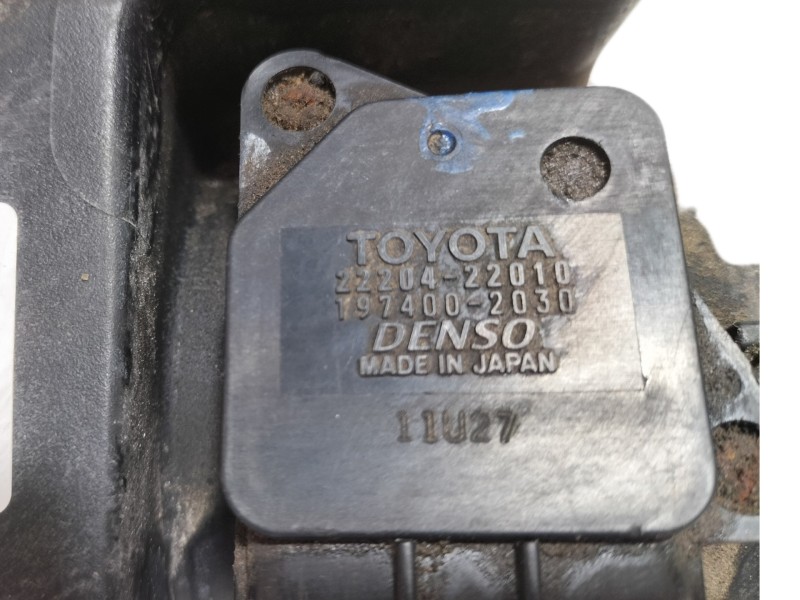 TOYOTA
22204-22010
197400-2030
DENSO
MADE IN JAPAN
11U27